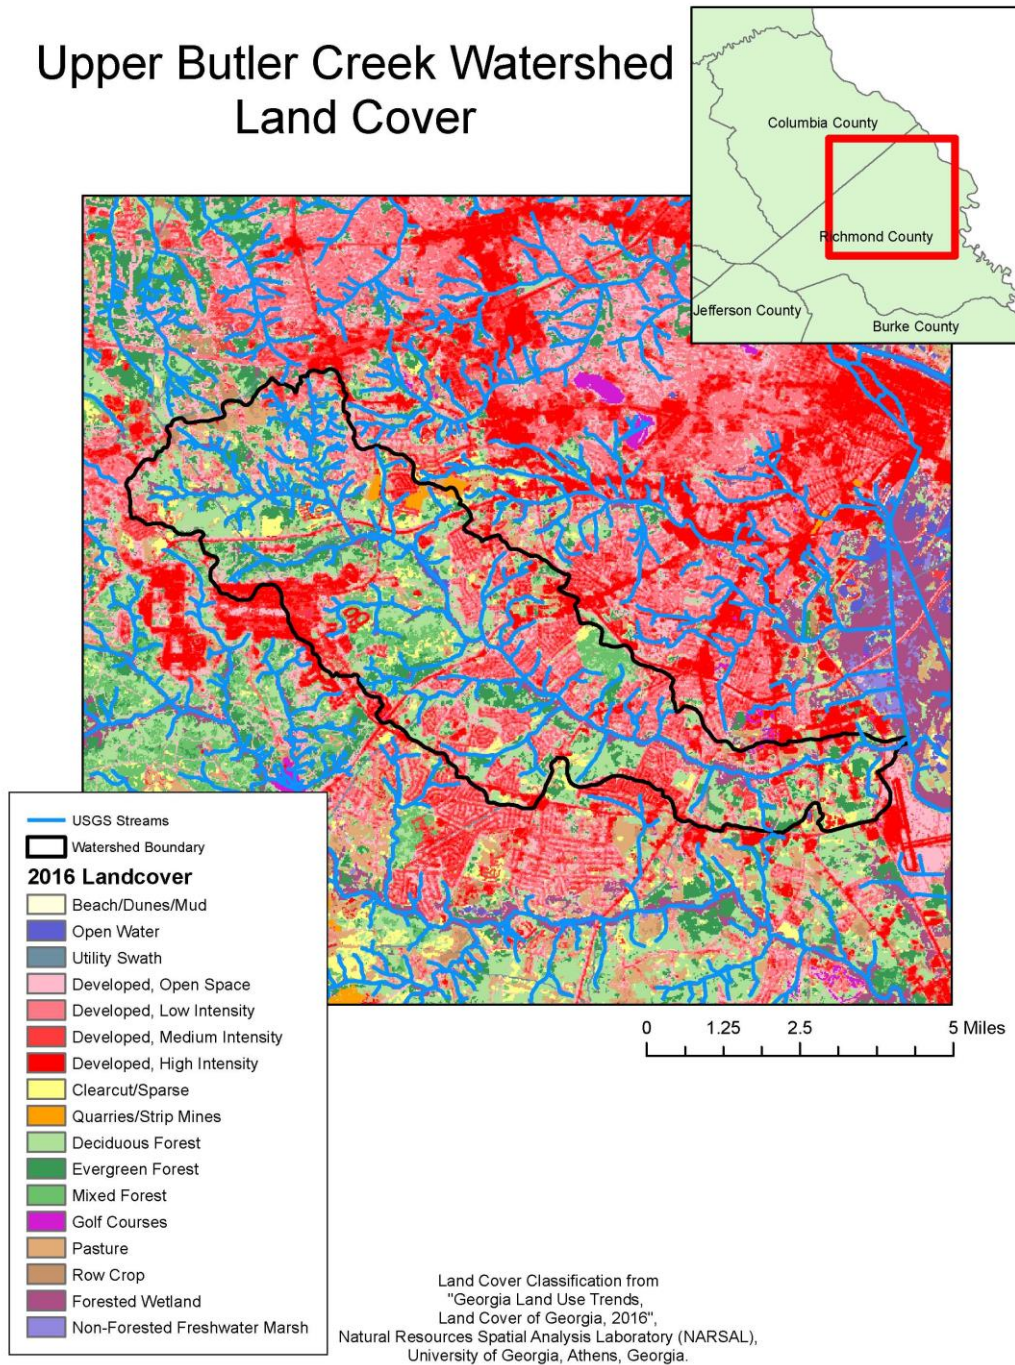 Upper Butler Creek Watershed
Land Cover
Columbia County
Richmond County
Jefferson County
Burke County
USGS Streams
Watershed Boundary
2016 Landcover
Beach/Dunes/Mud
Open Water
Utility Swath
Developed, Open Space
Developed, Low Intensity
Developed, Medium Intensity
Developed, High Intensity
Clearcut/Sparse
Quarries/Strip Mines
Deciduous Forest
Evergreen Forest
Mixed Forest
Golf Courses
Pasture
Row Crop
Forested Wetland
Non-Forested Freshwater Marsh
0 1.25 2.5 5 Miles
Land Cover Classification from
"Georgia Land Use Trends,
Land Cover of Georgia, 2016",
Natural Resources Spatial Analysis Laboratory (NARSAL),
University of Georgia, Athens, Georgia.